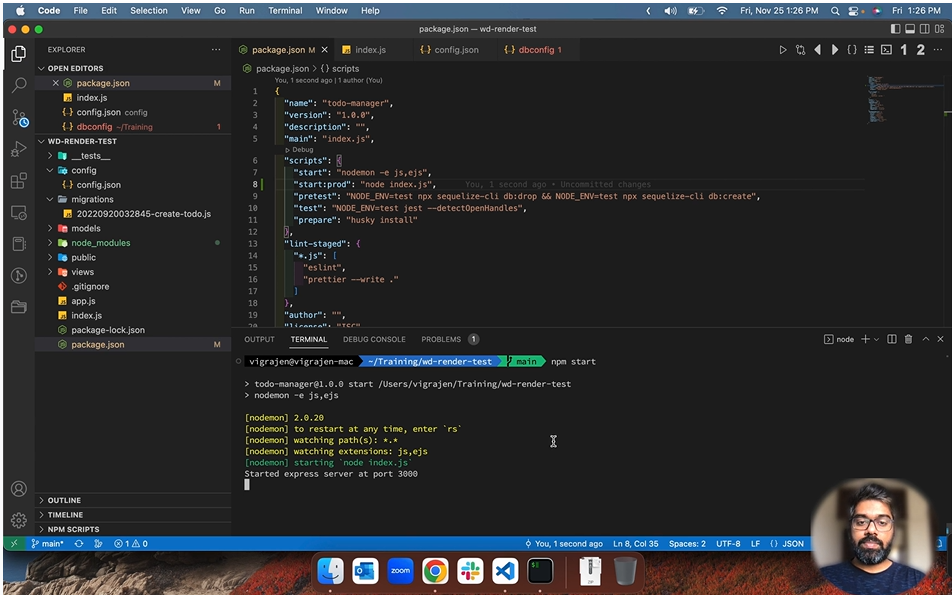 Code File Edit Selection View Go Run Terminal Window Help Fri, Nov 25 1:26 PM Fri, 1:26 PM
package.json — wd-render-test
EXPLORER
OPEN EDITORS
package.json M
index.js
config.json config
dbconfig ~/Training 1
WD-RENDER-TEST
__tests__
config
config.json
migrations
20220920032845-create-todo.js
models
node_modules
public
views
.gitignore
app.js
index.js
package-lock.json
package.json M
OUTLINE
TIMELINE
NPM SCRIPTS
package.json M index.js config.json dbconfig 1
package.json > {} scripts
You, 1 second ago | 1 author (You)
1 {
2 "name": "todo-manager",
3 "version": "1.0.0",
4 "description": "",
5 "main": "index.js",
Debug
6 "scripts": {
7 "start": "nodemon -e js,ejs",
8 "start:prod": "node index.js", You, 1 second ago • Uncommitted changes
9 "pretest": "NODE_ENV=test npx sequelize-cli db:drop && NODE_ENV=test npx sequelize-cli db:create",
10 "test": "NODE_ENV=test jest --detectOpenHandles",
11 "prepare": "husky install"
12 },
13 "lint-staged": {
14 "*.js": [
15 "eslint",
16 "prettier --write ."
17 ]
18 },
19 "author": "",
20 "license": "ISC",
OUTPUT TERMINAL DEBUG CONSOLE PROBLEMS 1 node
vigrajen@vigrajen-mac ~/Training/wd-render-test main npm start
> todo-manager@1.0.0 start /Users/vigrajen/Training/wd-render-test
> nodemon -e js,ejs
[nodemon] 2.0.20
[nodemon] to restart at any time, enter `rs`
[nodemon] watching path(s): *.*
[nodemon] watching extensions: js,ejs
[nodemon] starting `node index.js`
Started express server at port 3000
main* 1 0 You, 1 second ago Ln 8, Col 35 Spaces: 2 UTF-8 LF {} JSON
zoom